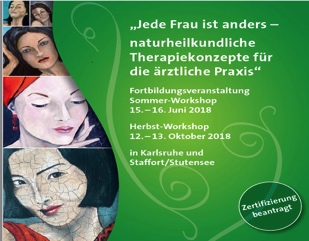 „Jede Frau ist anders –
naturheilkundliche
Therapiekonzepte für
die ärztliche Praxis“
Fortbildungsveranstaltung
Sommer-Workshop
15. – 16. Juni 2018
Herbst-Workshop
12. – 13. Oktober 2018
in Karlsruhe und
Staffort/Stutensee
Zertifizierung
beantragt